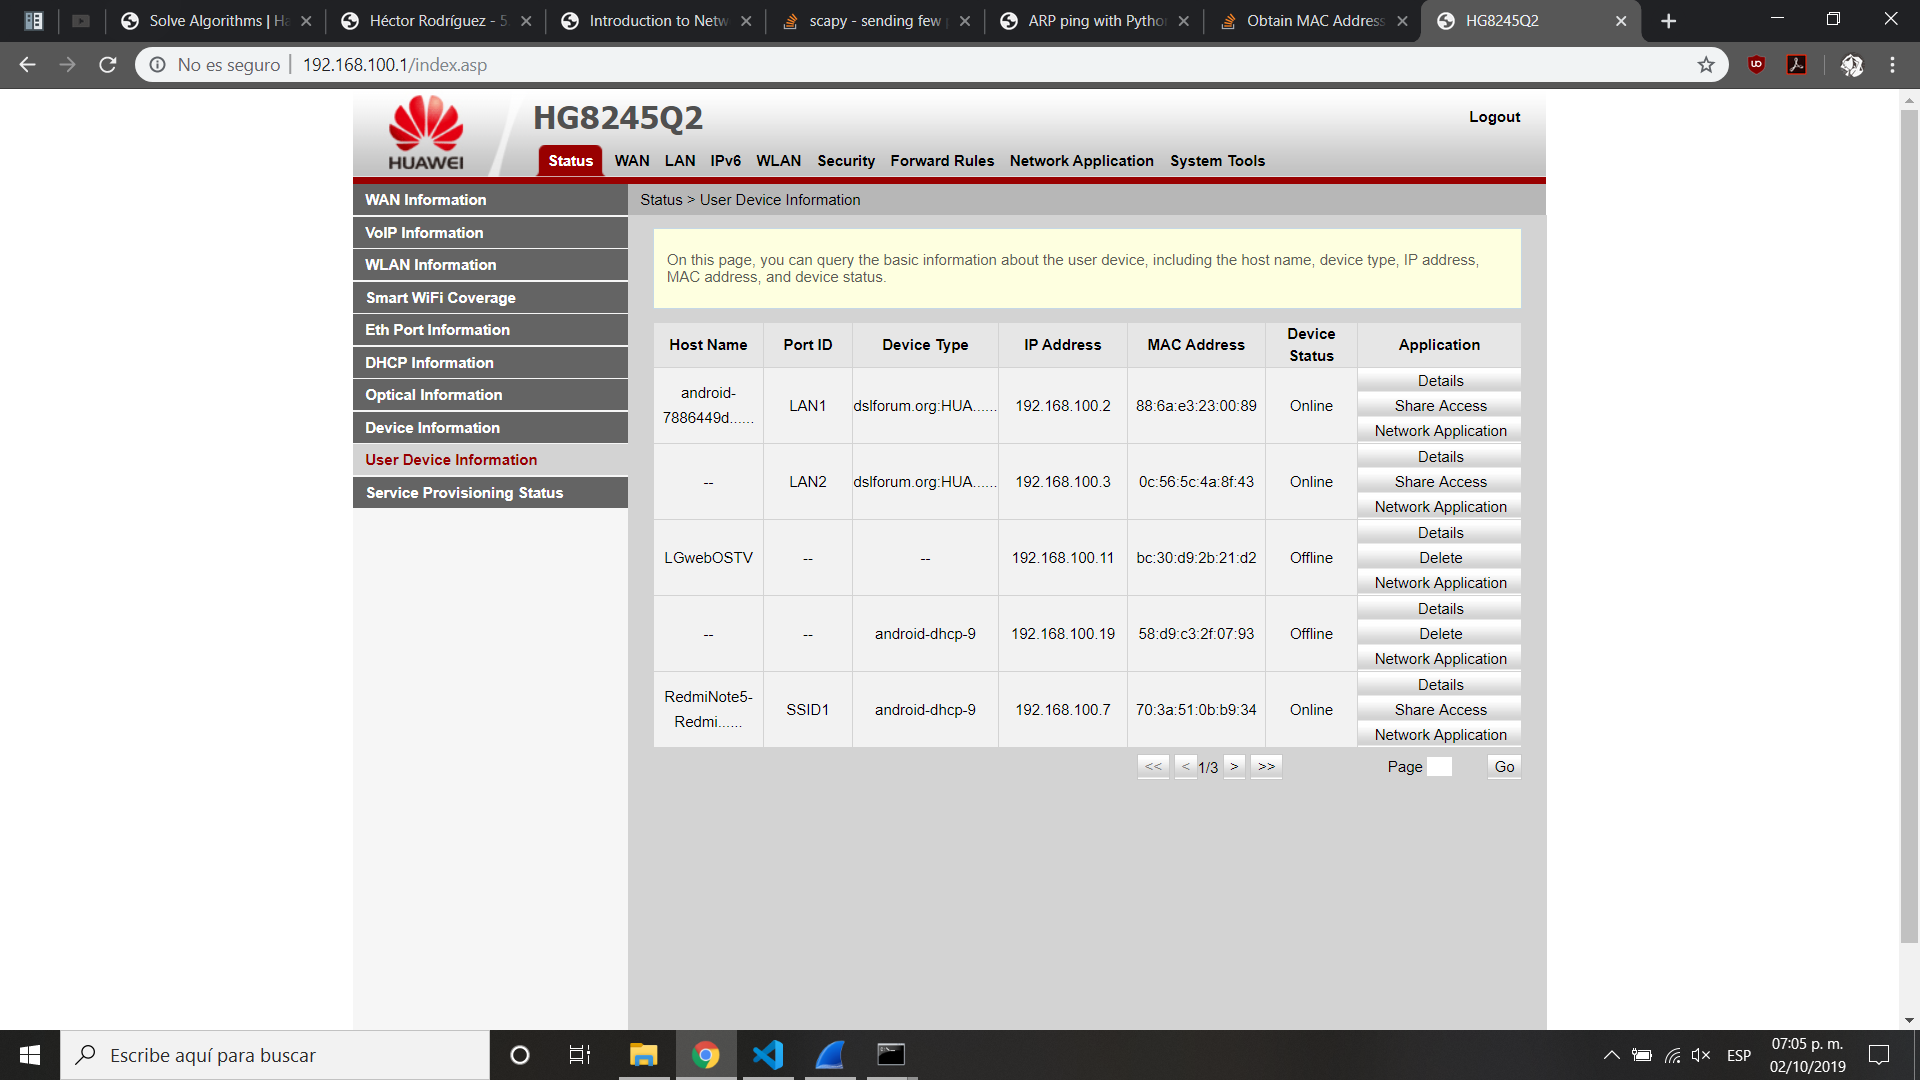 Solve Algorithms | Ha
Héctor Rodríguez - 5
Introduction to Netw
scapy - sending few p
ARP ping with Python
Obtain MAC Address
HG8245Q2
No es seguro | 192.168.100.1/index.asp
HUAWEI
HG8245Q2
Logout
Status WAN LAN IPv6 WLAN Security Forward Rules Network Application System Tools
WAN Information
VoIP Information
WLAN Information
Smart WiFi Coverage
Eth Port Information
DHCP Information
Optical Information
Device Information
User Device Information
Service Provisioning Status
Status > User Device Information
On this page, you can query the basic information about the user device, including the host name, device type, IP address,
MAC address, and device status.
Host Name Port ID Device Type IP Address MAC Address Device Status Application
android-
7886449d...... LAN1 dslforum.org:HUA...... 192.168.100.2 88:6a:e3:23:00:89 Online
Details
Share Access
Network Application
-- LAN2 dslforum.org:HUA...... 192.168.100.3 0c:56:5c:4a:8f:43 Online
Details
Share Access
Network Application
LGwebOSTV -- -- 192.168.100.11 bc:30:d9:2b:21:d2 Offline
Details
Delete
Network Application
-- -- android-dhcp-9 192.168.100.19 58:d9:c3:2f:07:93 Offline
Details
Delete
Network Application
RedmiNote5-
Redmi...... SSID1 android-dhcp-9 192.168.100.7 70:3a:51:0b:b9:34 Online
Details
Share Access
Network Application
<< < 1/3 > >> Page Go
Escribe aquí para buscar
ESP
07:05 p. m.
02/10/2019